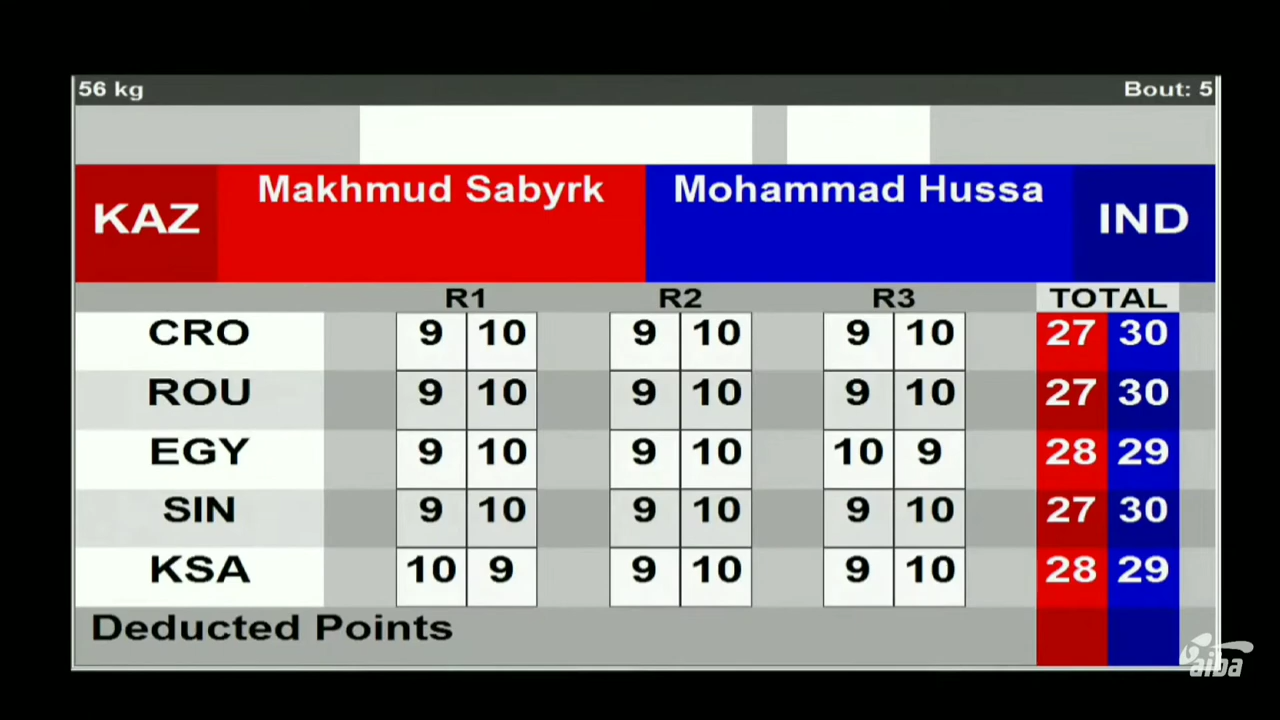 56 kg Bout: 5
KAZ Makhmud Sabyrk Mohammad Hussa IND
R1 R2 R3 TOTAL
CRO 9 10 9 10 9 10 27 30
ROU 9 10 9 10 9 10 27 30
EGY 9 10 9 10 10 9 28 29
SIN 9 10 9 10 9 10 27 30
KSA 10 9 9 10 9 10 28 29
Deducted Points
aiba